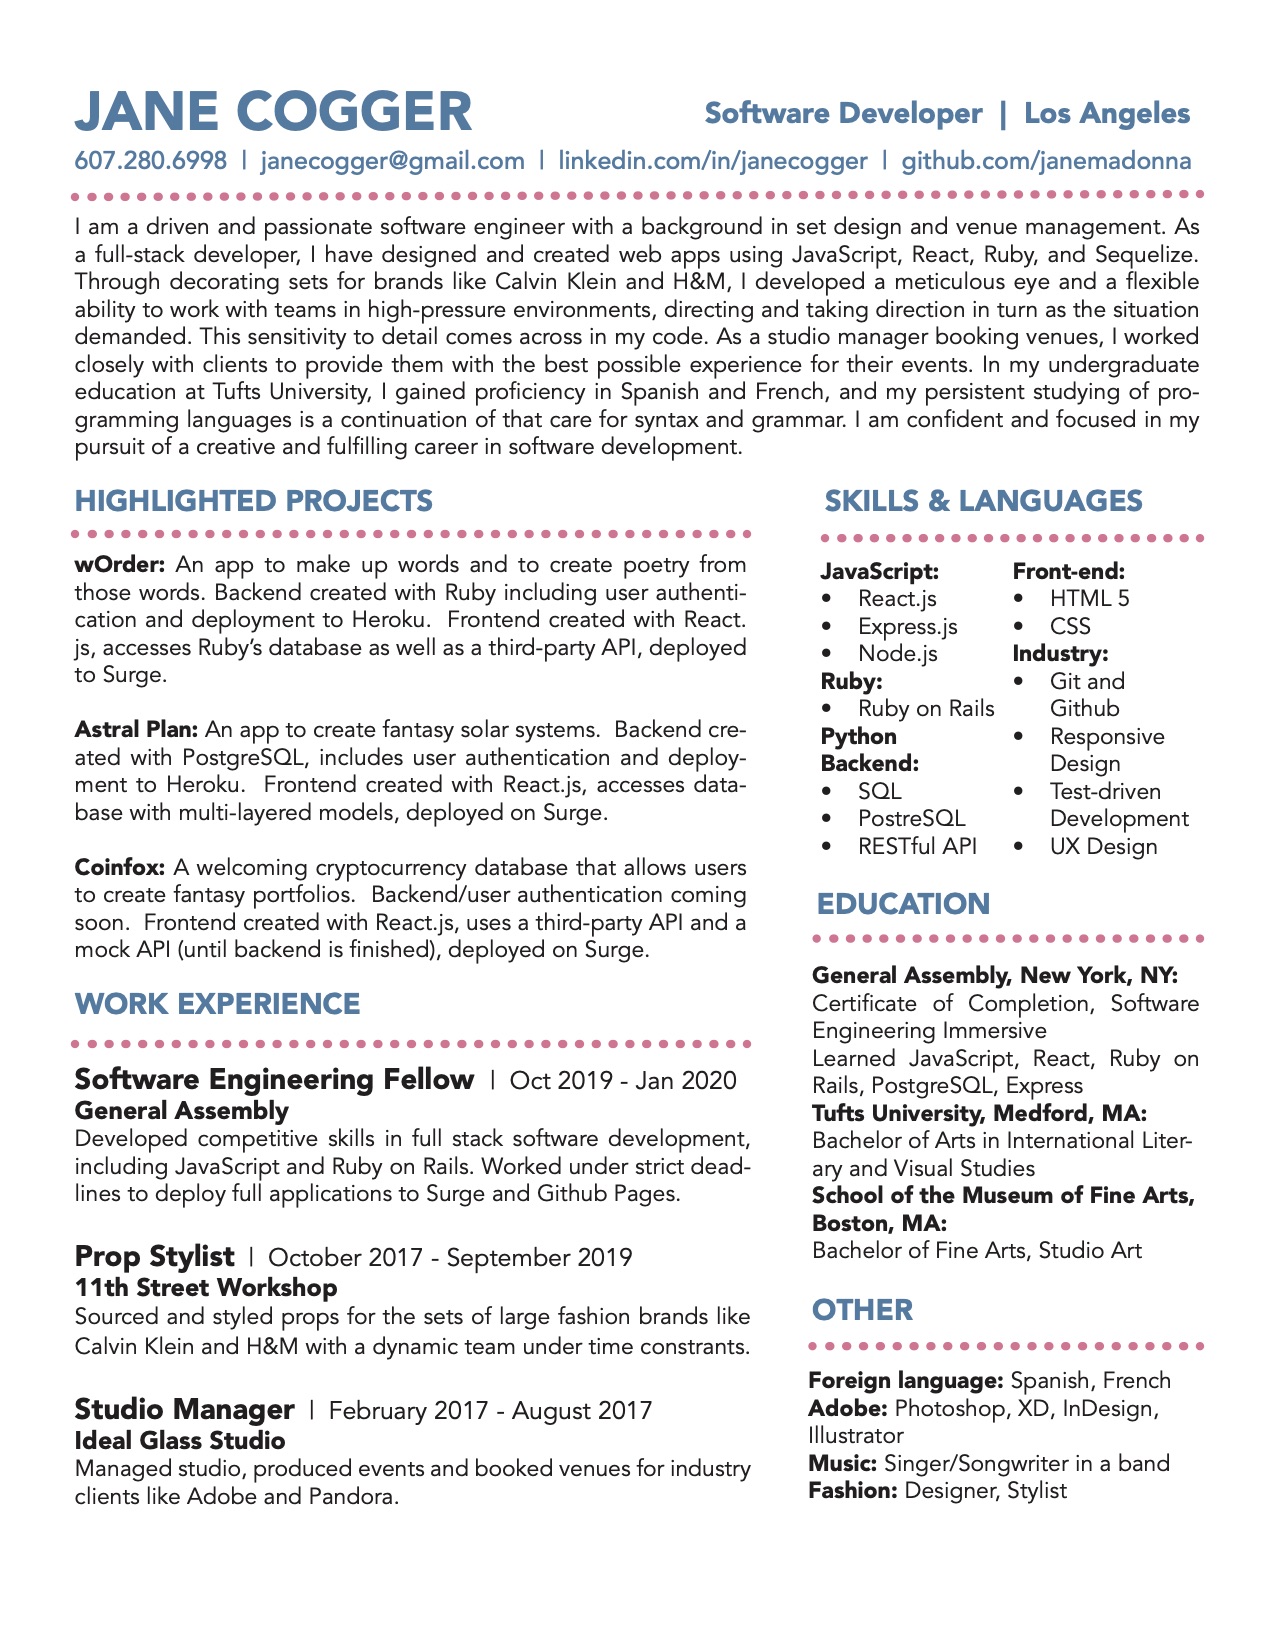 JANE COGGER
Software Developer | Los Angeles
607.280.6998 | janecogger@gmail.com | linkedin.com/in/janecogger | github.com/janemadonna
I am a driven and passionate software engineer with a background in set design and venue management. As
a full-stack developer, I have designed and created web apps using JavaScript, React, Ruby, and Sequelize.
Through decorating sets for brands like Calvin Klein and H&M, I developed a meticulous eye and a flexible
ability to work with teams in high-pressure environments, directing and taking direction in turn as the situation
demanded. This sensitivity to detail comes across in my code. As a studio manager booking venues, I worked
closely with clients to provide them with the best possible experience for their events. In my undergraduate
education at Tufts University, I gained proficiency in Spanish and French, and my persistent studying of pro-
gramming languages is a continuation of that care for syntax and grammar. I am confident and focused in my
pursuit of a creative and fulfilling career in software development.
HIGHLIGHTED PROJECTS
wOrder: An app to make up words and to create poetry from
those words. Backend created with Ruby including user authenti-
cation and deployment to Heroku.  Frontend created with React.
js, accesses Ruby’s database as well as a third-party API, deployed
to Surge.
Astral Plan: An app to create fantasy solar systems.  Backend cre-
ated with PostgreSQL, includes user authentication and deploy-
ment to Heroku.  Frontend created with React.js, accesses data-
base with multi-layered models, deployed on Surge.
Coinfox: A welcoming cryptocurrency database that allows users
to create fantasy portfolios.  Backend/user authentication coming
soon.  Frontend created with React.js, uses a third-party API and a
mock API (until backend is finished), deployed on Surge.
WORK EXPERIENCE
Software Engineering Fellow | Oct 2019 - Jan 2020
General Assembly
Developed competitive skills in full stack software development,
including JavaScript and Ruby on Rails. Worked under strict dead-
lines to deploy full applications to Surge and Github Pages.
Prop Stylist | October 2017 - September 2019
11th Street Workshop
Sourced and styled props for the sets of large fashion brands like
Calvin Klein and H&M with a dynamic team under time constrants.
Studio Manager | February 2017 - August 2017
Ideal Glass Studio
Managed studio, produced events and booked venues for industry
clients like Adobe and Pandora.
SKILLS & LANGUAGES
JavaScript:
• React.js
• Express.js
• Node.js
Ruby:
• Ruby on Rails
Python
Backend:
• SQL
• PostreSQL
• RESTful API
Front-end:
• HTML 5
• CSS
Industry:
• Git and
Github
• Responsive
Design
• Test-driven
Development
• UX Design
EDUCATION
General Assembly, New York, NY:
Certificate of Completion, Software
Engineering Immersive
Learned JavaScript, React, Ruby on
Rails, PostgreSQL, Express
Tufts University, Medford, MA:
Bachelor of Arts in International Liter-
ary and Visual Studies
School of the Museum of Fine Arts,
Boston, MA:
Bachelor of Fine Arts, Studio Art
OTHER
Foreign language: Spanish, French
Adobe: Photoshop, XD, InDesign,
Illustrator
Music: Singer/Songwriter in a band
Fashion: Designer, Stylist